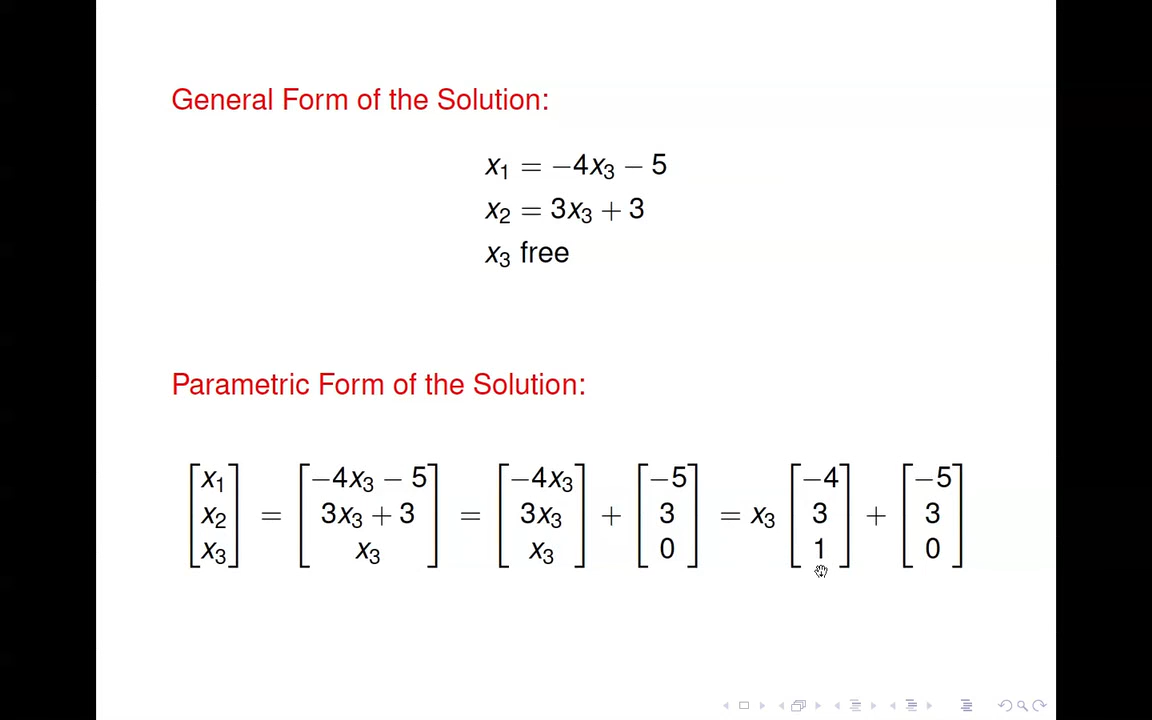 General Form of the Solution:
x₁ = −4x₃ − 5
x₂ = 3x₃ + 3
x₃ free
Parametric Form of the Solution:
[x₁; x₂; x₃] = [−4x₃ − 5; 3x₃ + 3; x₃] = [−4x₃; 3x₃; x₃] + [−5; 3; 0] = x₃ [−4; 3; 1] + [−5; 3; 0]